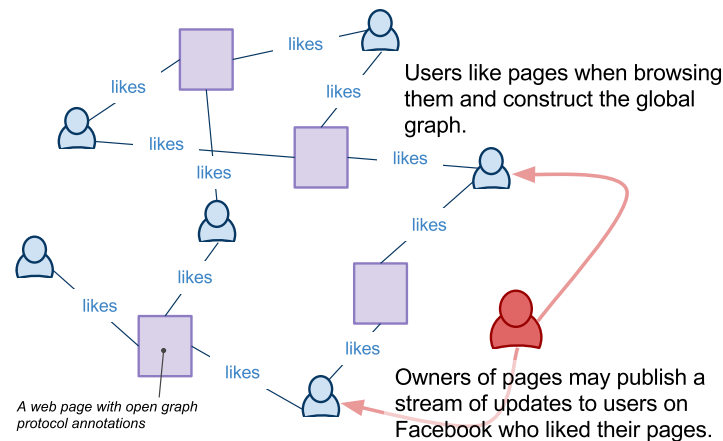 likes
likes
Users like pages when browsing
them and construct the global
graph.
likes
likes
likes
likes
likes
likes
likes
likes
likes
likes
Owners of pages may publish a
stream of updates to users on
Facebook who liked their pages.
A web page with open graph
protocol annotations